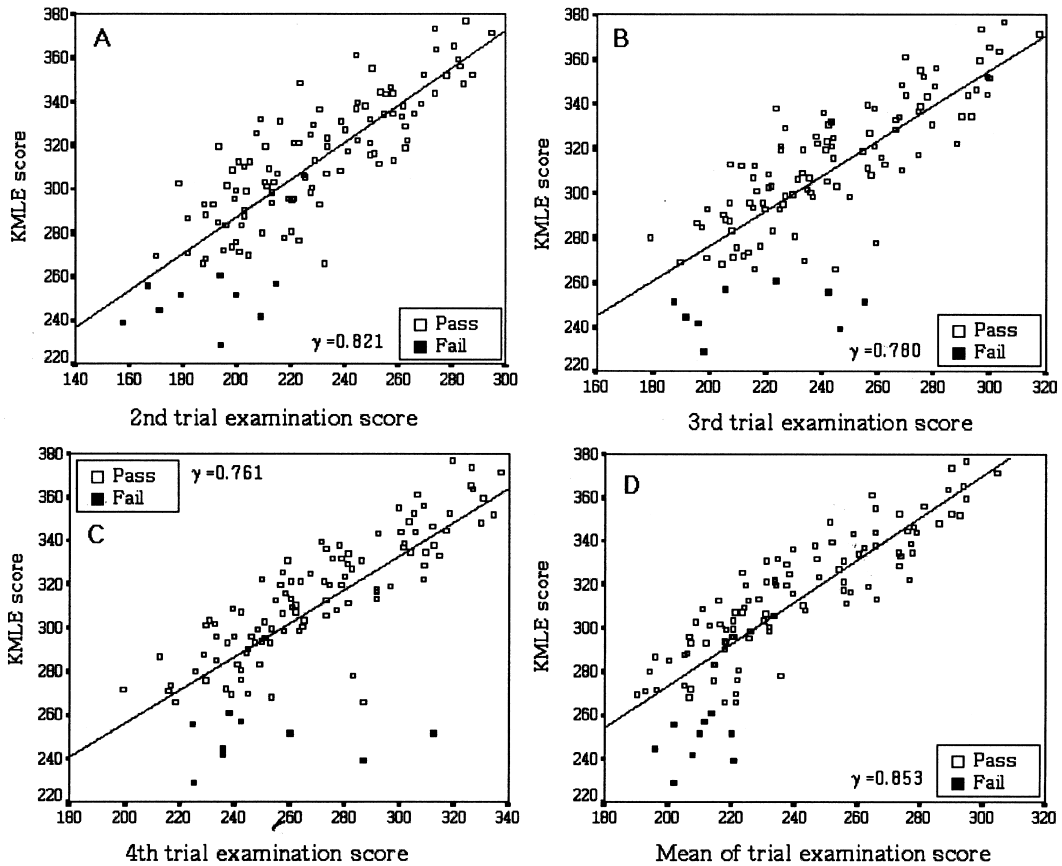 A
KMLE score
380
360
340
320
300
280
260
240
220
140 160 180 200 220 240 260 280 300
γ=0.821
Pass
Fail
2nd trial examination score
B
KMLE score
380
360
340
320
300
280
260
240
220
160 180 200 220 240 260 280 300 320
γ=0.780
Pass
Fail
3rd trial examination score
C
KMLE score
380
360
340
320
300
280
260
240
220
180 200 220 240 260 280 300 320 340
Pass
Fail
γ=0.761
4th trial examination score
D
KMLE score
380
360
340
320
300
280
260
240
220
180 200 220 240 260 280 300 320
γ=0.853
Pass
Fail
Mean of trial examination score